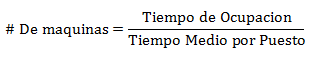 # De maquinas = Tiempo de Ocupacion
Tiempo Medio por Puesto